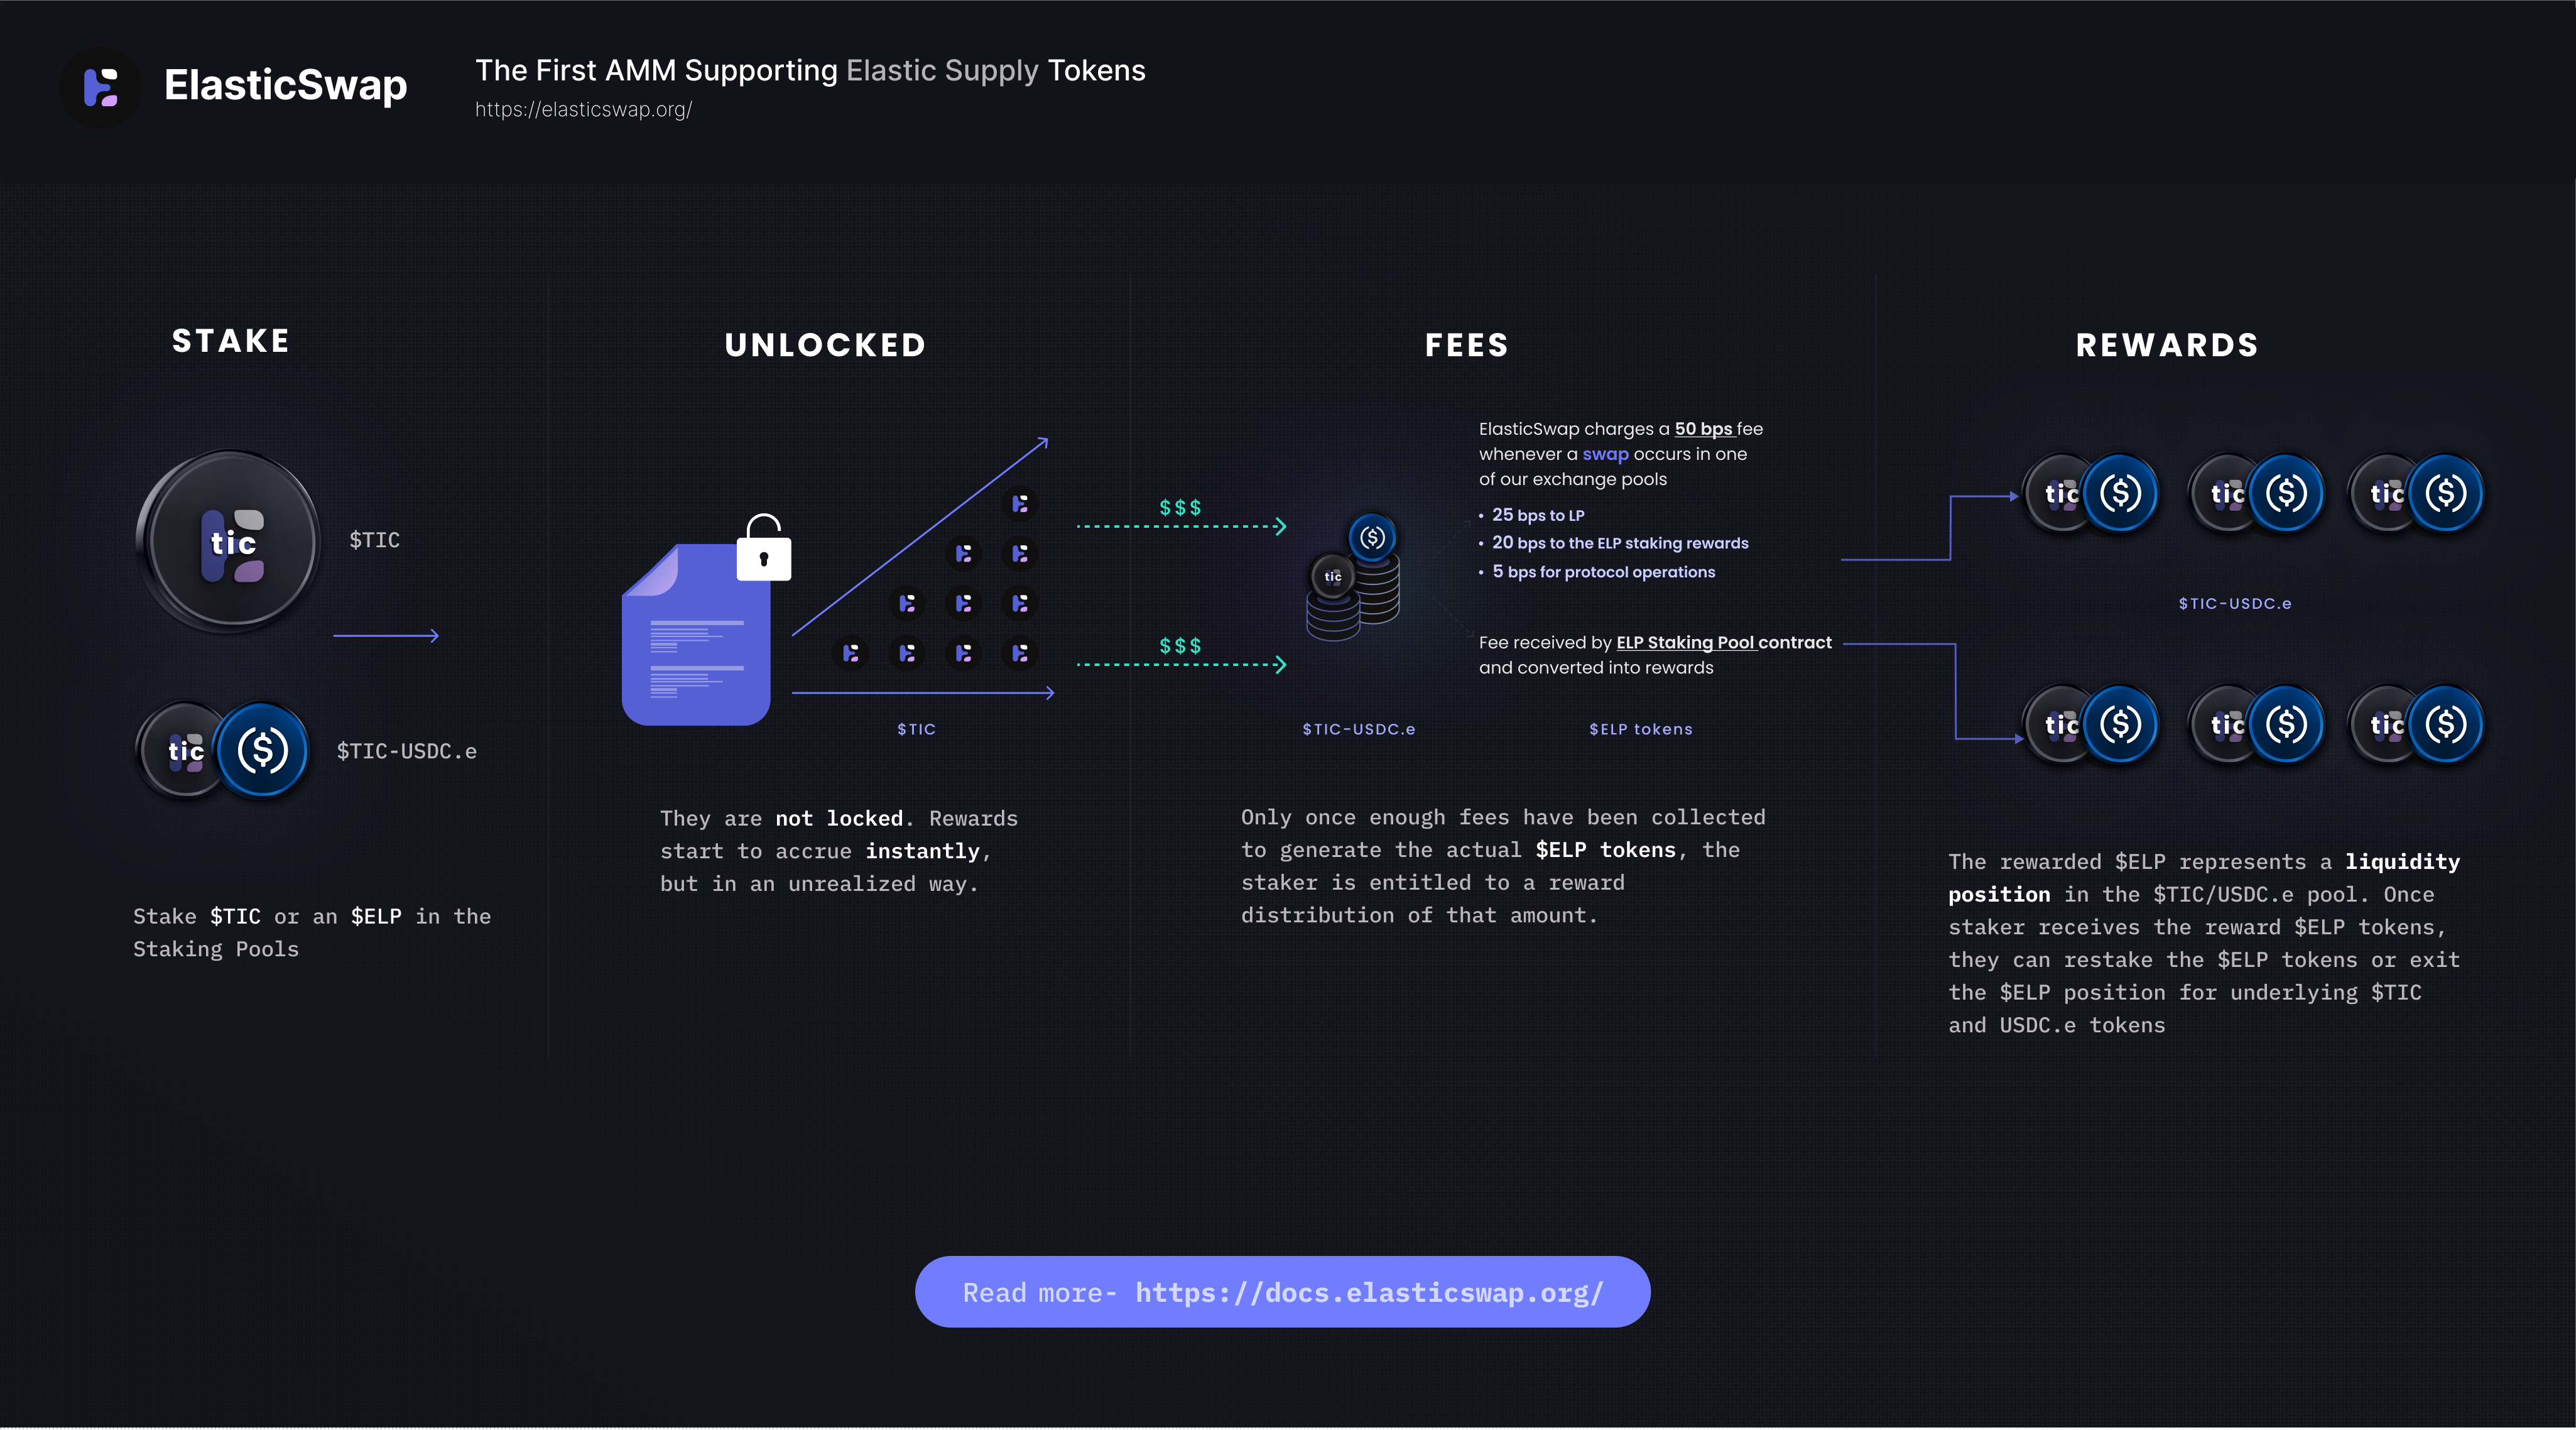 ElasticSwap
The First AMM Supporting Elastic Supply Tokens
https://elasticswap.org/
STAKE
tic
$TIC
tic
$TIC-USDC.e
Stake $TIC or an $ELP in the
Staking Pools
UNLOCKED
$TIC
They are not locked. Rewards
start to accrue instantly,
but in an unrealized way.
$$$
$$$
FEES
tic
ElasticSwap charges a 50 bps fee
whenever a swap occurs in one
of our exchange pools
• 25 bps to LP
• 20 bps to the ELP staking rewards
• 5 bps for protocol operations
Fee received by ELP Staking Pool contract
and converted into rewards
$TIC-USDC.e
$ELP tokens
Only once enough fees have been collected
to generate the actual $ELP tokens, the
staker is entitled to a reward
distribution of that amount.
REWARDS
tic tic tic
$TIC-USDC.e
tic tic tic
The rewarded $ELP represents a liquidity
position in the $TIC/USDC.e pool. Once
staker receives the reward $ELP tokens,
they can restake the $ELP tokens or exit
the $ELP position for underlying $TIC
and USDC.e tokens
Read more- https://docs.elasticswap.org/